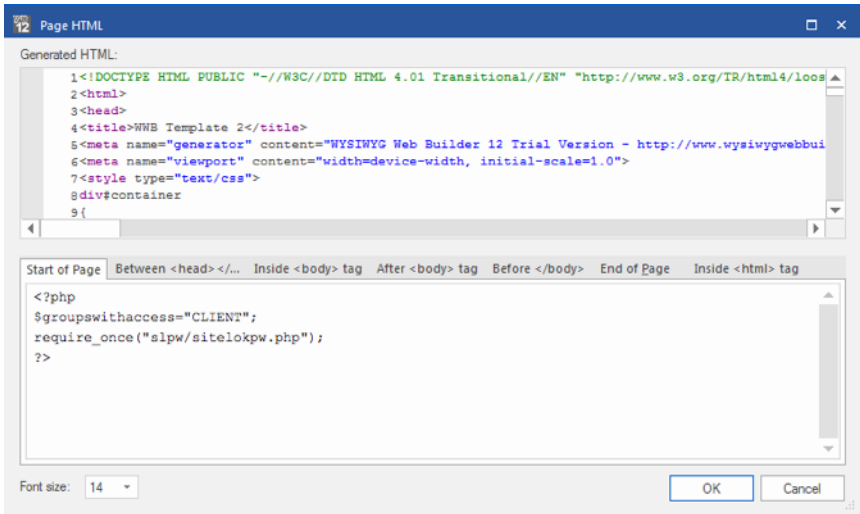 12 Page HTML
Generated HTML:
1<!DOCTYPE HTML PUBLIC "-//W3C//DTD HTML 4.01 Transitional//EN" "http://www.w3.org/TR/html4/loos
2<html>
3<head>
4<title>WWB Template 2</title>
5<meta name="generator" content="WYSIWYG Web Builder 12 Trial Version - http://www.wysiwygwebbui
6<meta name="viewport" content="width=device-width, initial-scale=1.0">
7<style type="text/css">
8div#container
9{
Start of Page Between <head></... Inside <body> tag After <body> tag Before </body> End of Page Inside <html> tag
<?php
$groupswithaccess="CLIENT";
require_once("slpw/sitelokpw.php");
?>
Font size: 14 OK Cancel